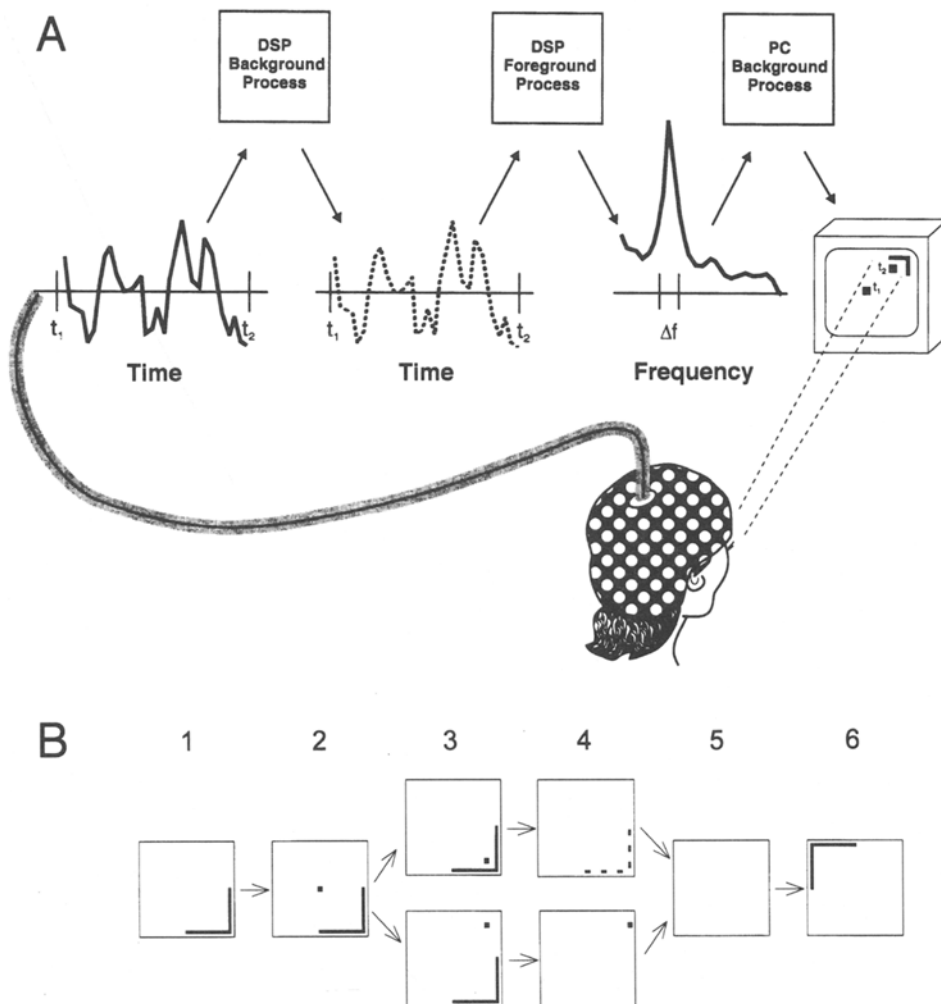 A
DSP
Background
Process
DSP
Foreground
Process
PC
Background
Process
t1
t2
Time
t1
t2
Time
Δf
Frequency
t2
t1
B
1 2 3 4 5 6